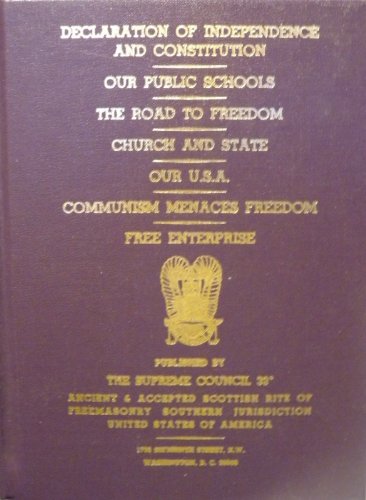 DECLARATION OF INDEPENDENCE
AND CONSTITUTION
OUR PUBLIC SCHOOLS
THE ROAD TO FREEDOM
CHURCH AND STATE
OUR U.S.A.
COMMUNISM MENACES FREEDOM
FREE ENTERPRISE
PUBLISHED BY
THE SUPREME COUNCIL 33°
ANCIENT & ACCEPTED SCOTTISH RITE OF
FREEMASONRY SOUTHERN JURISDICTION
UNITED STATES OF AMERICA
SIXTEENTH STREET, N.W.
WASHINGTON, D. C.